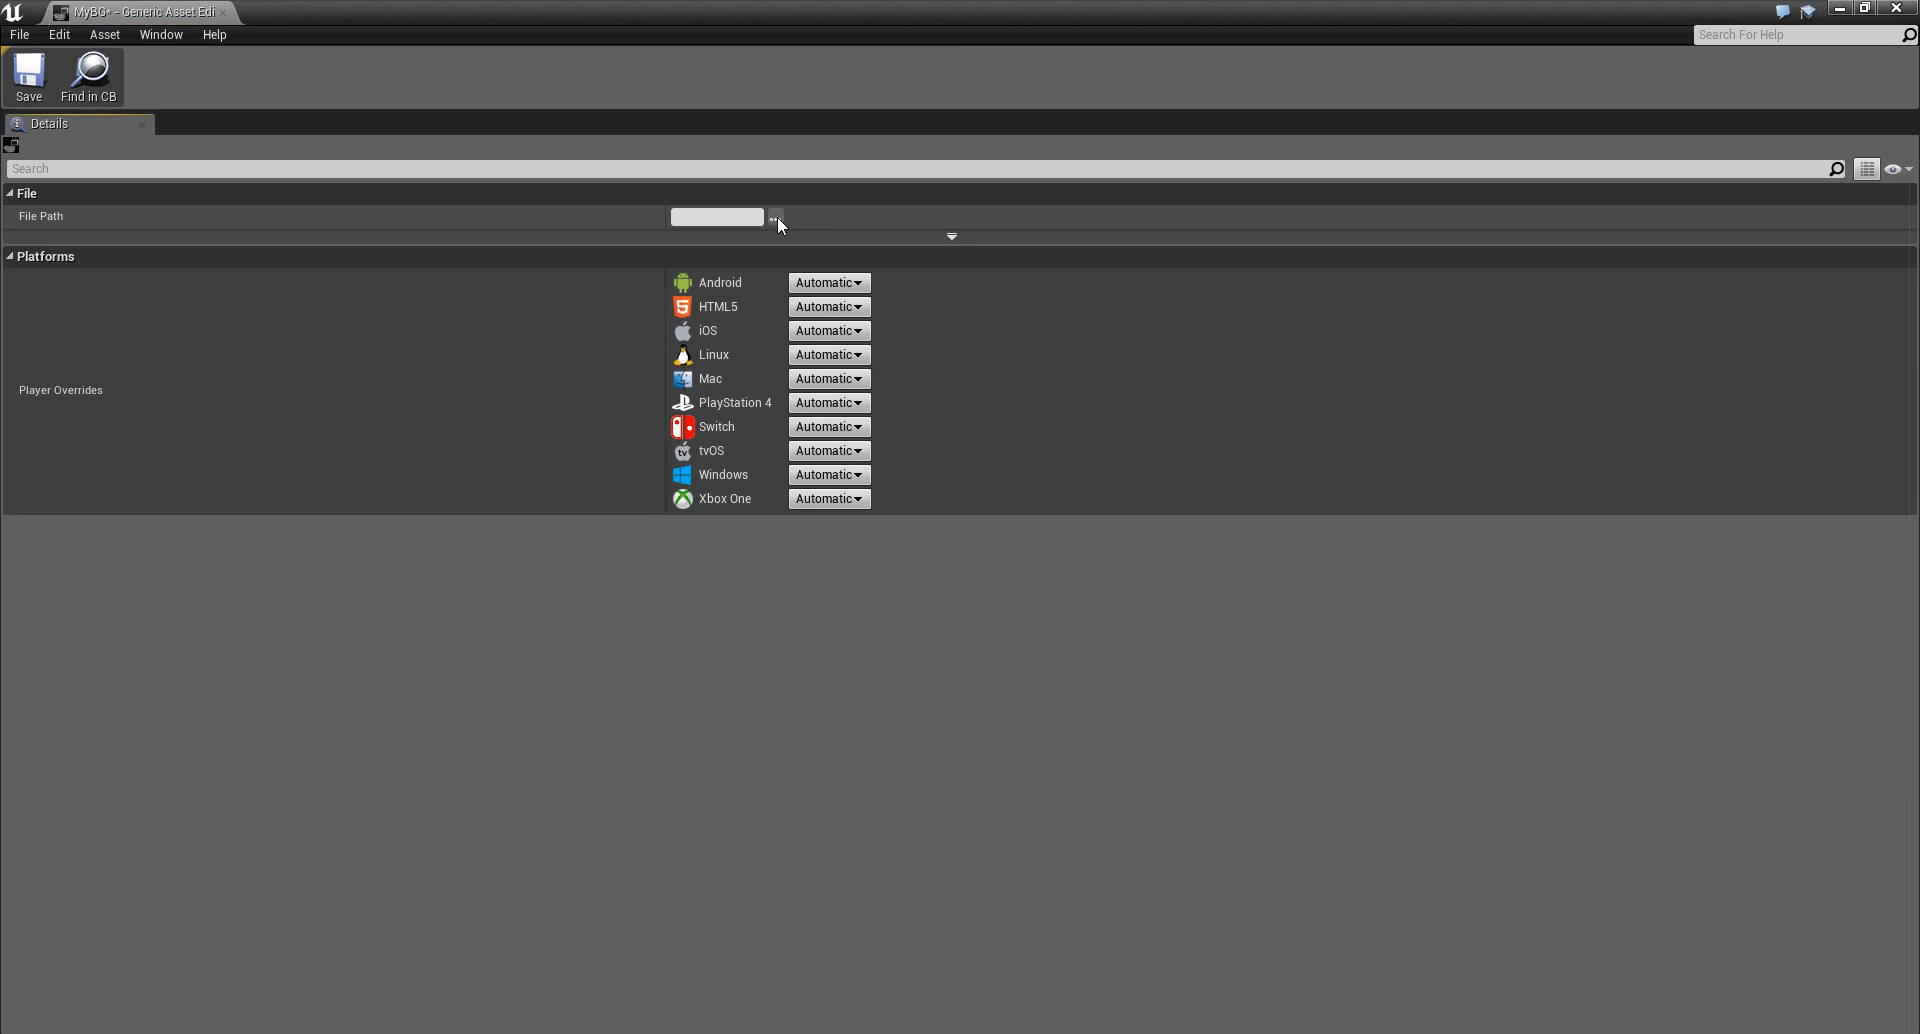 MyBG* - Generic Asset Edi
File Edit Asset Window Help
Search For Help
Save Find in CB
Details
Search
File
File Path
...
Platforms
Player Overrides
Android Automatic
HTML5 Automatic
iOS Automatic
Linux Automatic
Mac Automatic
PlayStation 4 Automatic
Switch Automatic
tvOS Automatic
Windows Automatic
Xbox One Automatic